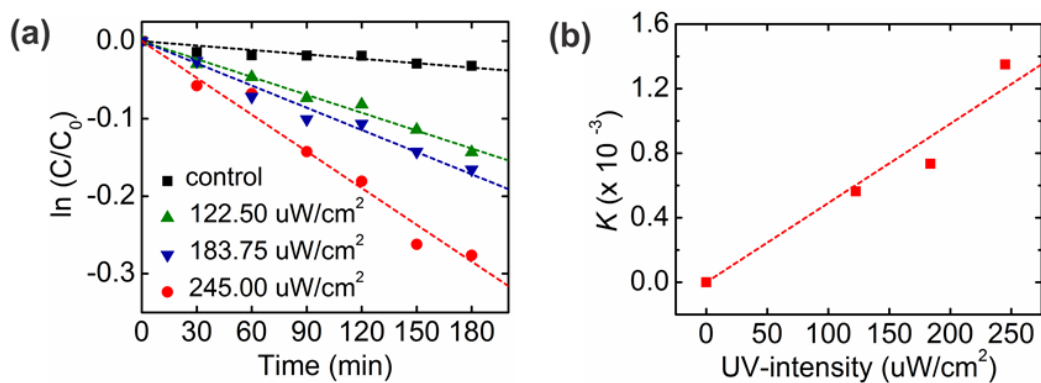 (a)
ln (C/C0)
0.0
-0.1
-0.2
-0.3
control
122.50 uW/cm2
183.75 uW/cm2
245.00 uW/cm2
0 30 60 90 120 150 180
Time (min)
(b)
K (x 10-3)
1.6
1.2
0.8
0.4
0.0
0 50 100 150 200 250
UV-intensity (uW/cm2)